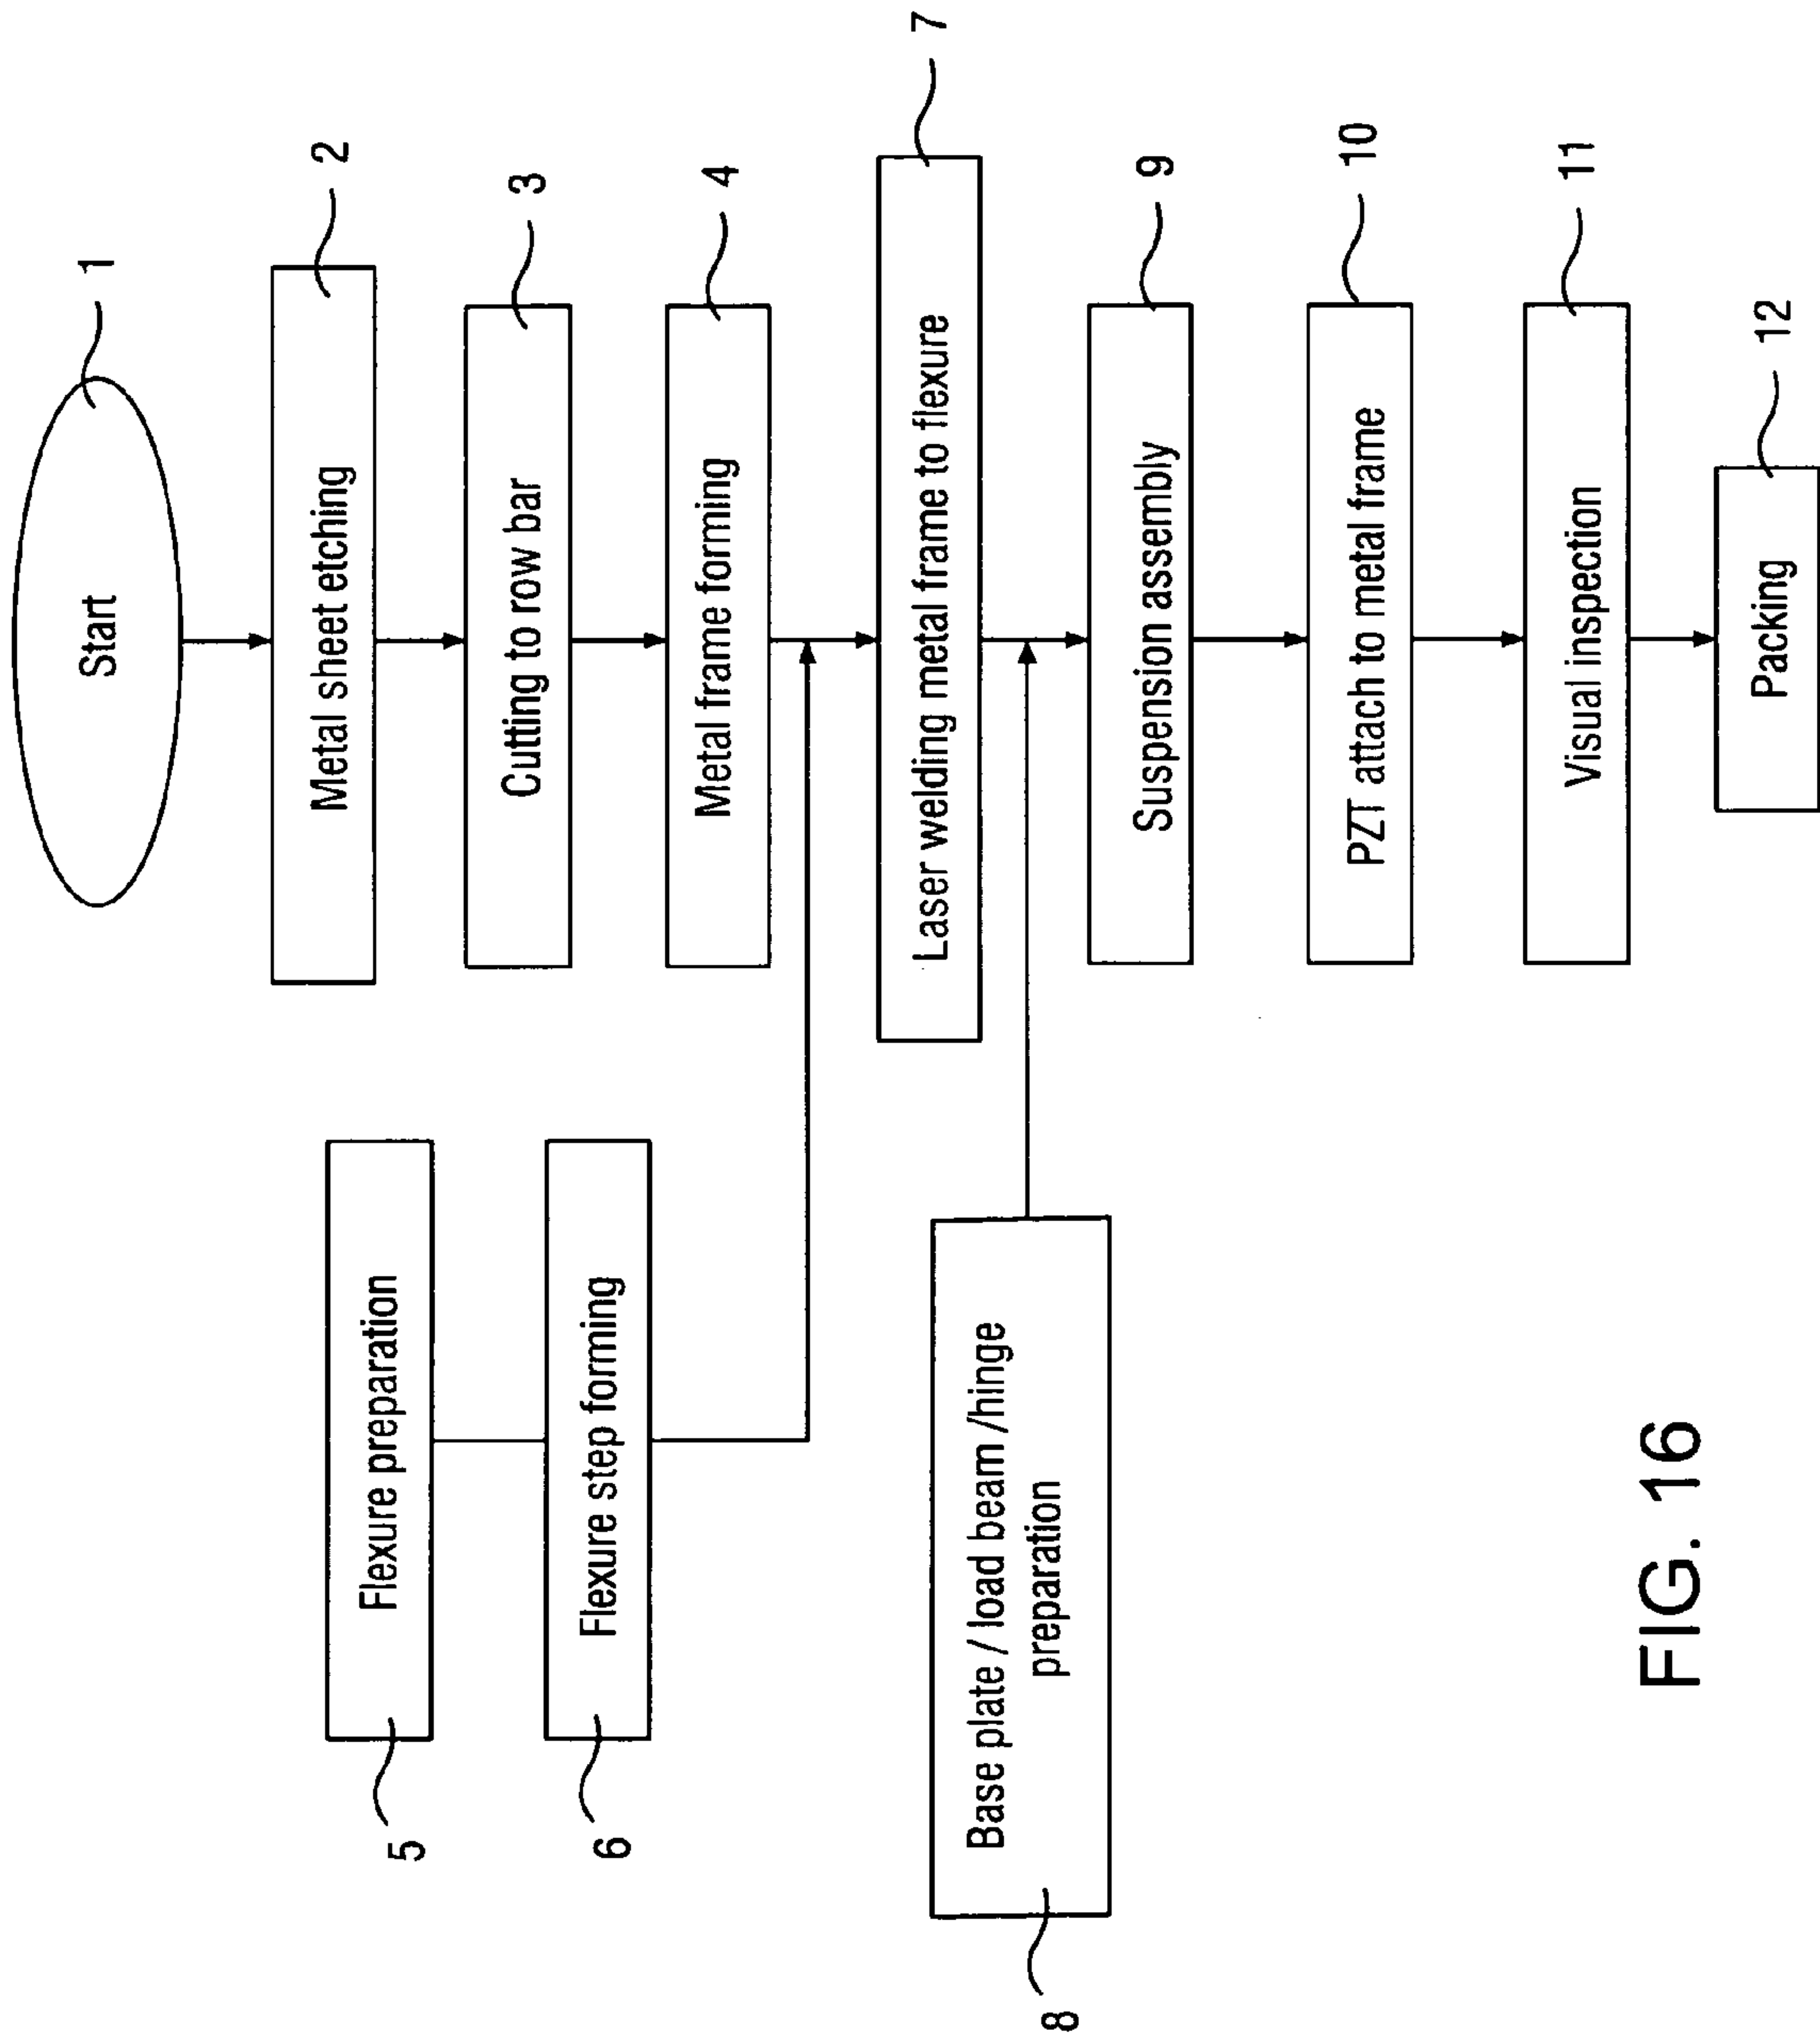 Start
1
Metal sheet etching
2
Cutting to row bar
3
Metal frame forming
4
Flexure preparation
5
Flexure step forming
6
Laser welding metal frame to flexure
7
Base plate / load beam /hinge
preparation
8
Suspension assembly
9
PZT attach to metal frame
10
Visual inspection
11
Packing
12
FIG. 16